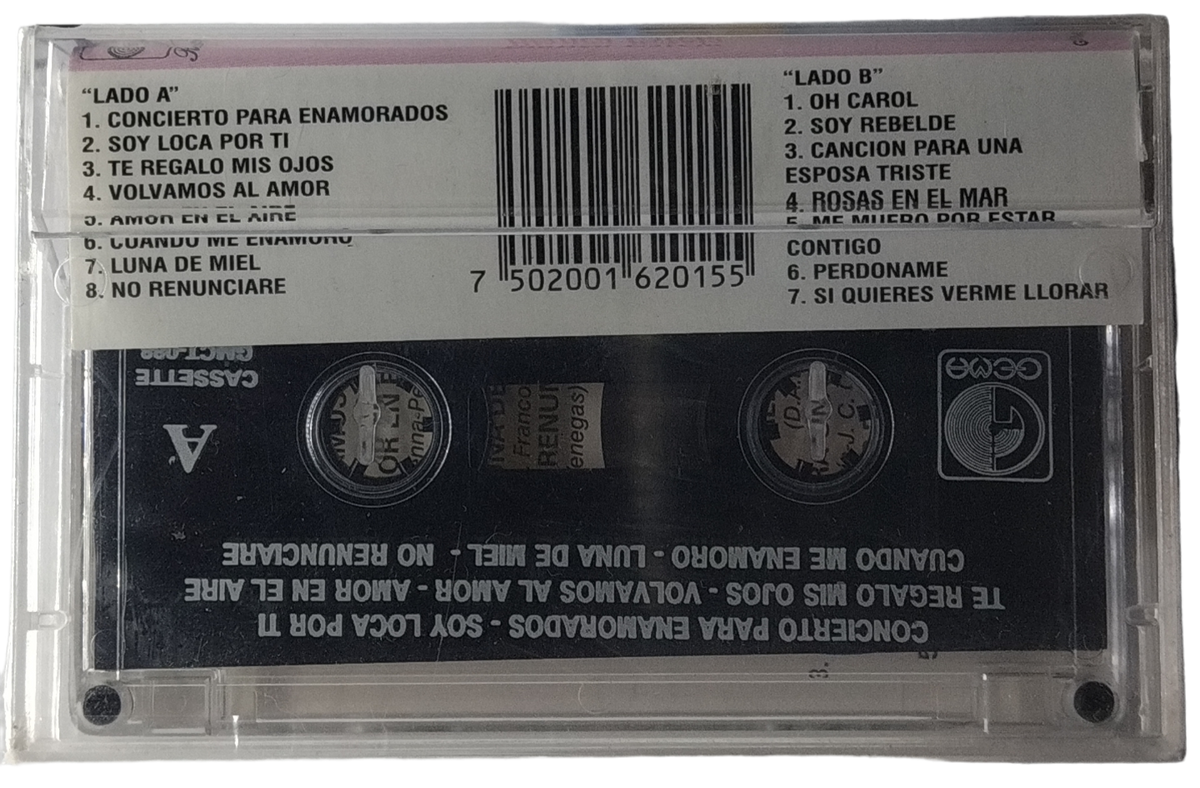 "LADO A"
1. CONCIERTO PARA ENAMORADOS
2. SOY LOCA POR TI
3. TE REGALO MIS OJOS
4. VOLVAMOS AL AMOR
5. AMOR EN EL AIRE
6. CUANDO ME ENAMORO
7. LUNA DE MIEL
8. NO RENUNCIARE
7 502001 620155
"LADO B"
1. OH CAROL
2. SOY REBELDE
3. CANCION PARA UNA
ESPOSA TRISTE
4. ROSAS EN EL MAR
5. ME MUERO POR ESTAR
CONTIGO
6. PERDONAME
7. SI QUIERES VERME LLORAR
CONCIERTO PARA ENAMORADOS - SOY LOCA POR TI
TE REGALO MIS OJOS - VOLVAMOS AL AMOR - AMOR EN EL AIRE
CUANDO ME ENAMORO - LUNA DE MIEL - NO RENUNCIARE
GEMA
A
Franco
enegas)
(D.A
J. C.
CASSETTE
3.